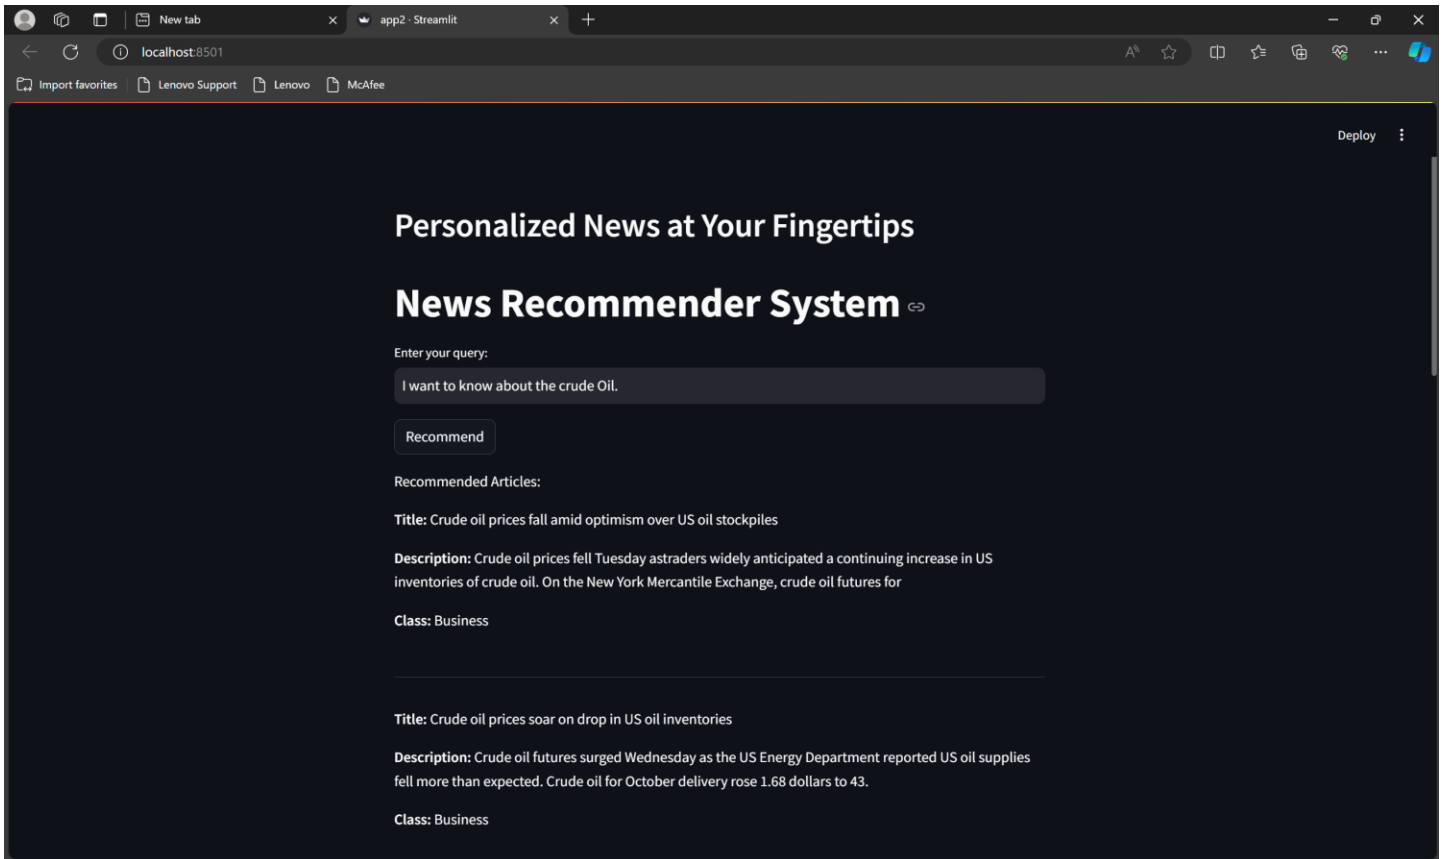 New tab
app2 · Streamlit
localhost:8501
Import favorites
Lenovo Support
Lenovo
McAfee
Deploy
Personalized News at Your Fingertips
News Recommender System
Enter your query:
I want to know about the crude Oil.
Recommend
Recommended Articles:
Title: Crude oil prices fall amid optimism over US oil stockpiles
Description: Crude oil prices fell Tuesday astraders widely anticipated a continuing increase in US
inventories of crude oil. On the New York Mercantile Exchange, crude oil futures for
Class: Business
Title: Crude oil prices soar on drop in US oil inventories
Description: Crude oil futures surged Wednesday as the US Energy Department reported US oil supplies
fell more than expected. Crude oil for October delivery rose 1.68 dollars to 43.
Class: Business